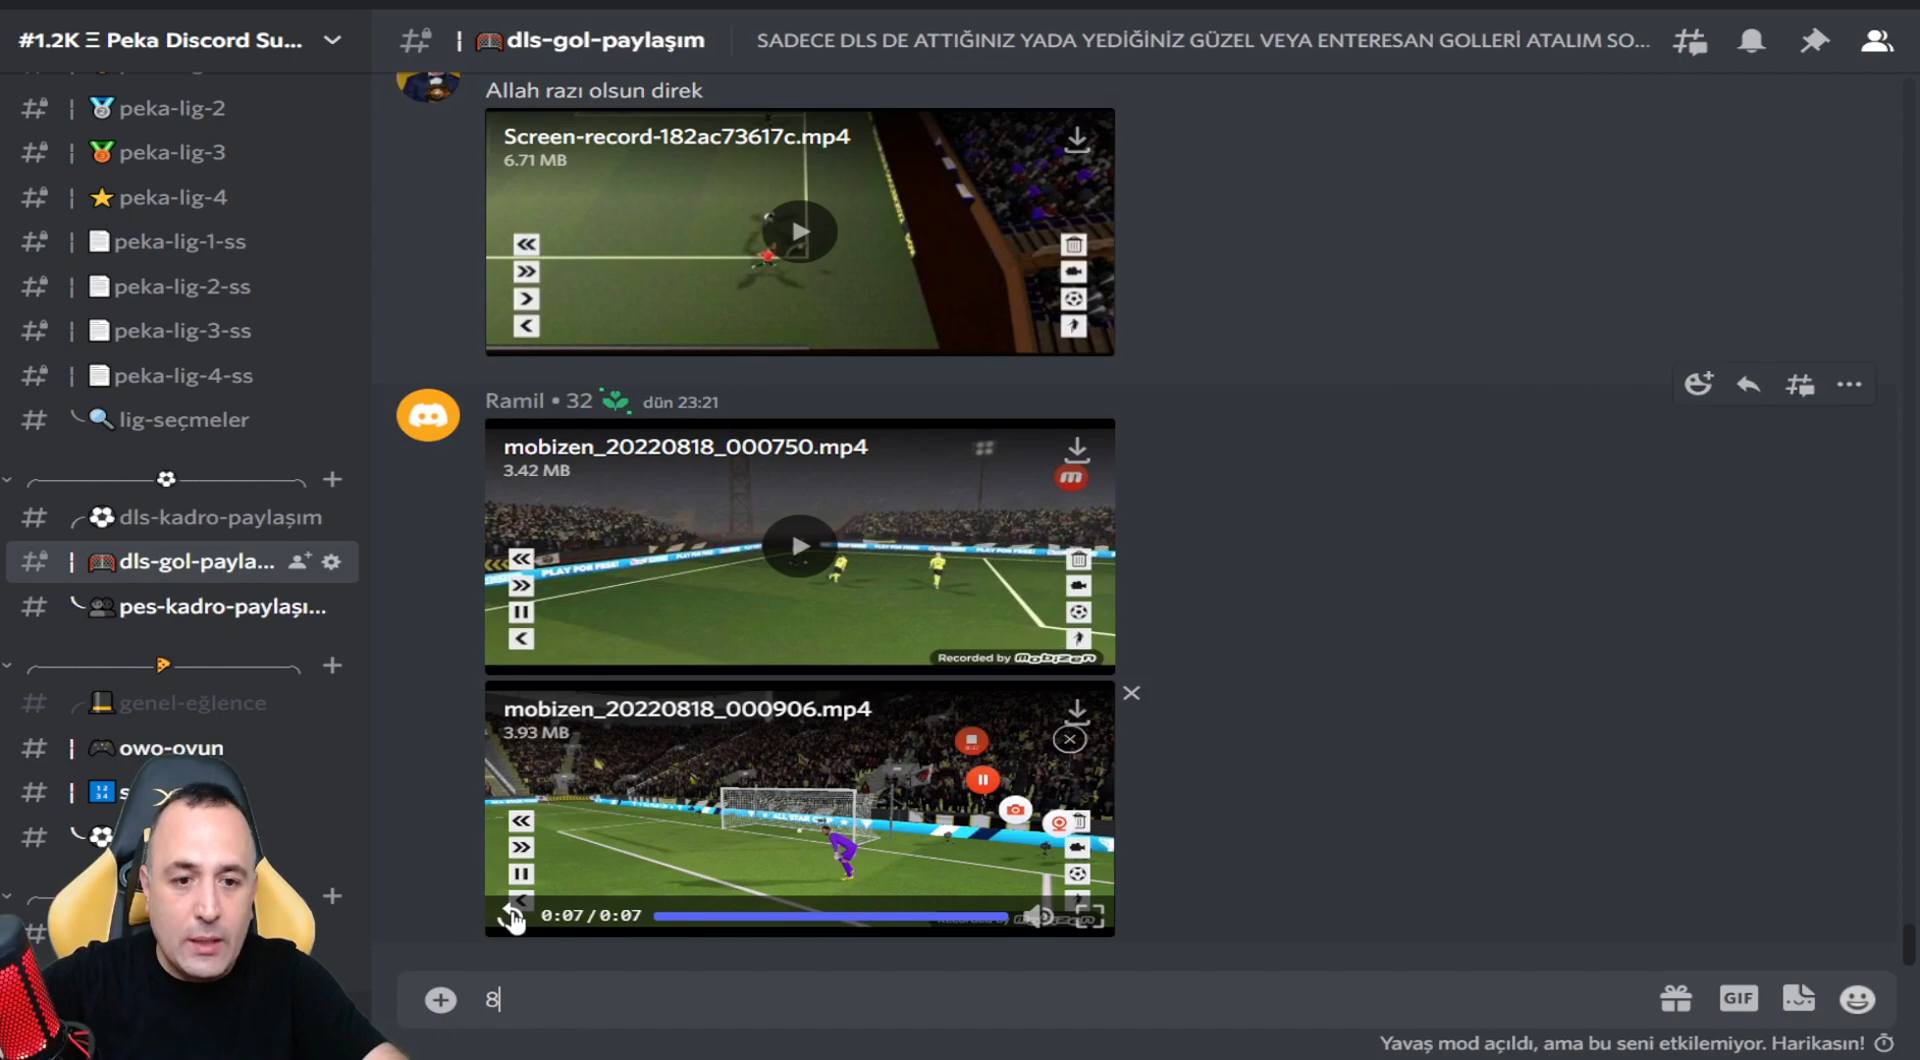 #1.2K Ξ Peka Discord Su...
peka-lig-2
peka-lig-3
peka-lig-4
peka-lig-1-ss
peka-lig-2-ss
peka-lig-3-ss
peka-lig-4-ss
lig-seçmeler
dls-kadro-paylaşım
dls-gol-payla...
pes-kadro-paylaşı...
genel-eğlence
owo-oyun
s
dls-gol-paylaşım
SADECE DLS DE ATTIĞINIZ YADA YEDİĞİNİZ GÜZEL VEYA ENTERESAN GOLLERİ ATALIM SO...
Allah razı olsun direk
Screen-record-182ac73617c.mp4
6.71 MB
Ramil • 32 dün 23:21
mobizen_20220818_000750.mp4
3.42 MB
PLAY FOR FREE!
Recorded by mobizen
mobizen_20220818_000906.mp4
3.93 MB
ALL STAR CUP
0:07/0:07
8
GIF
Yavaş mod açıldı, ama bu seni etkilemiyor. Harikasın!